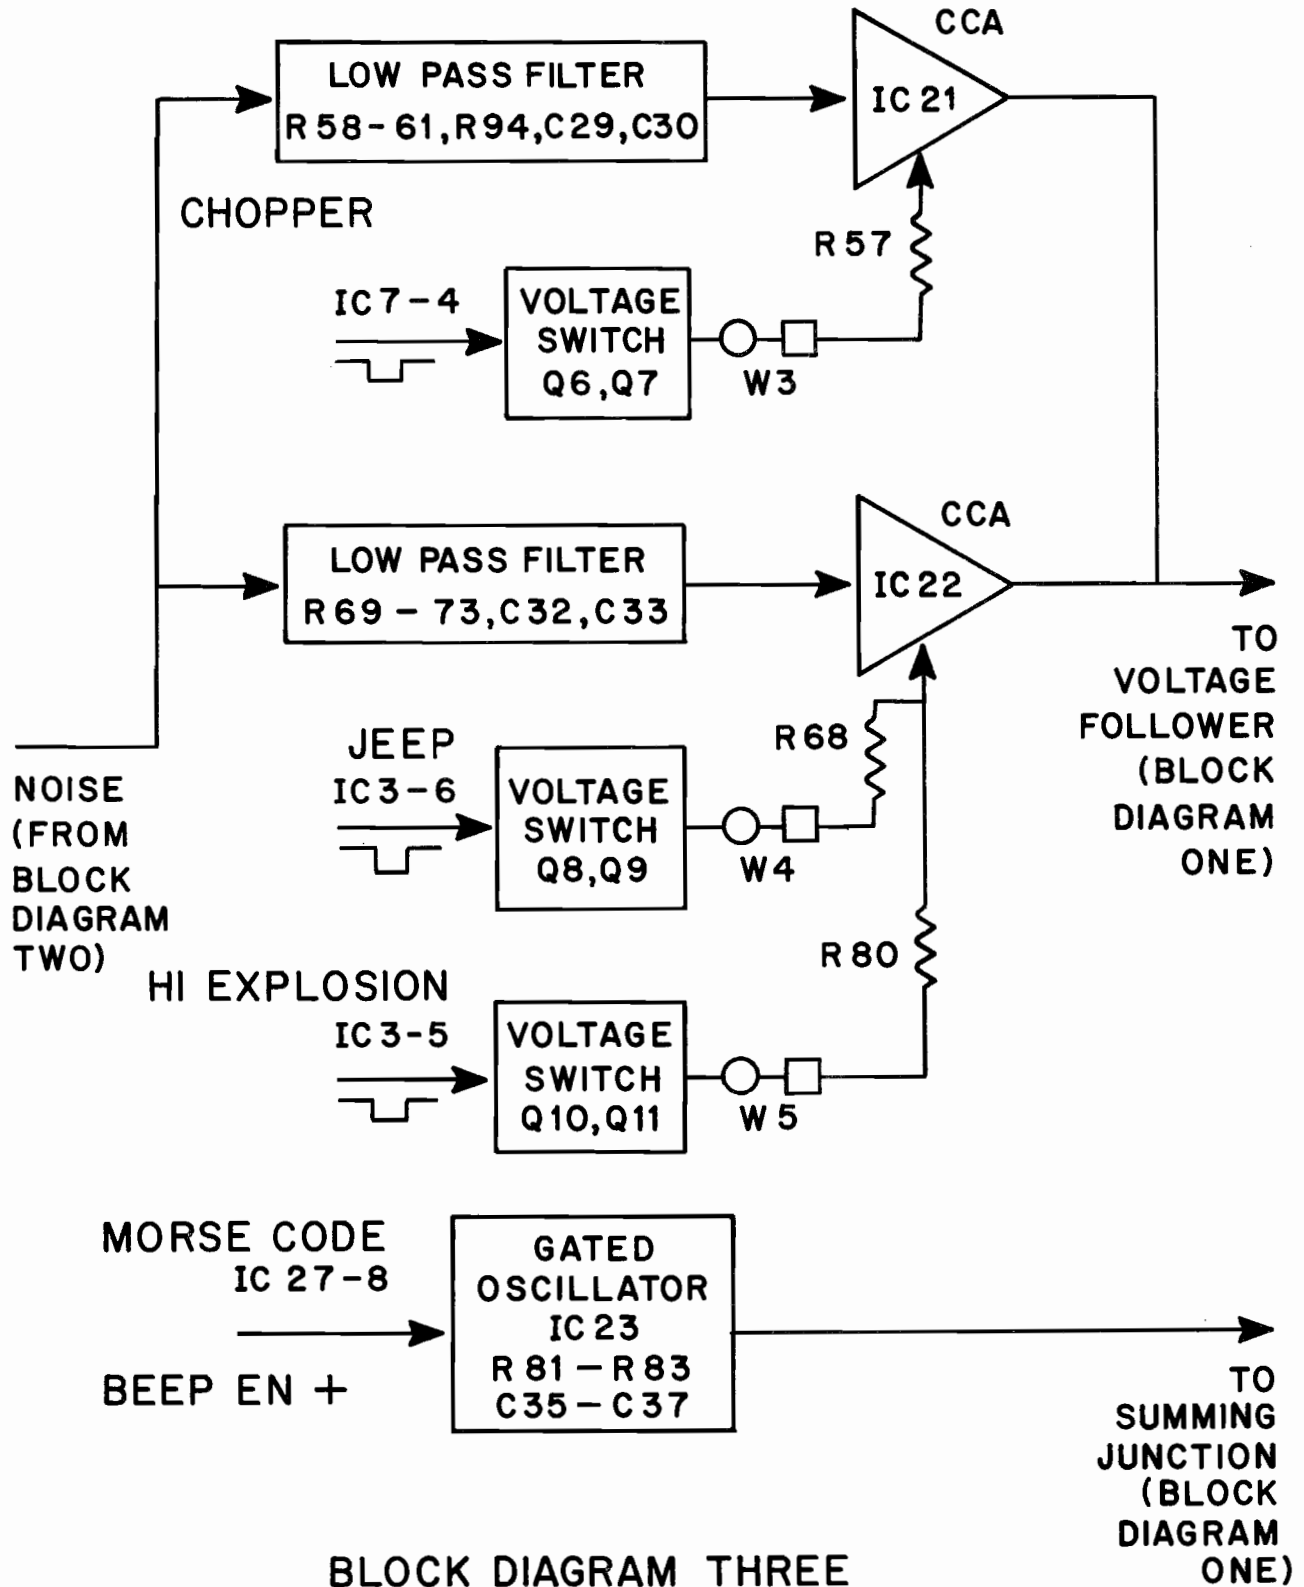 CCA
LOW PASS FILTER
R58-61,R94,C29,C30
IC 21
CHOPPER
R57
IC7-4
VOLTAGE
SWITCH
Q6,Q7
W3
CCA
LOW PASS FILTER
R69-73,C32,C33
IC22
TO
VOLTAGE
FOLLOWER
(BLOCK
DIAGRAM
ONE)
NOISE
(FROM
BLOCK
DIAGRAM
TWO)
JEEP
IC3-6
VOLTAGE
SWITCH
Q8,Q9
W4
R68
R80
HI EXPLOSION
IC3-5
VOLTAGE
SWITCH
Q10,Q11
W5
MORSE CODE
IC 27-8
BEEP EN +
GATED
OSCILLATOR
IC23
R81-R83
C35-C37
TO
SUMMING
JUNCTION
(BLOCK
DIAGRAM
ONE)
BLOCK DIAGRAM THREE